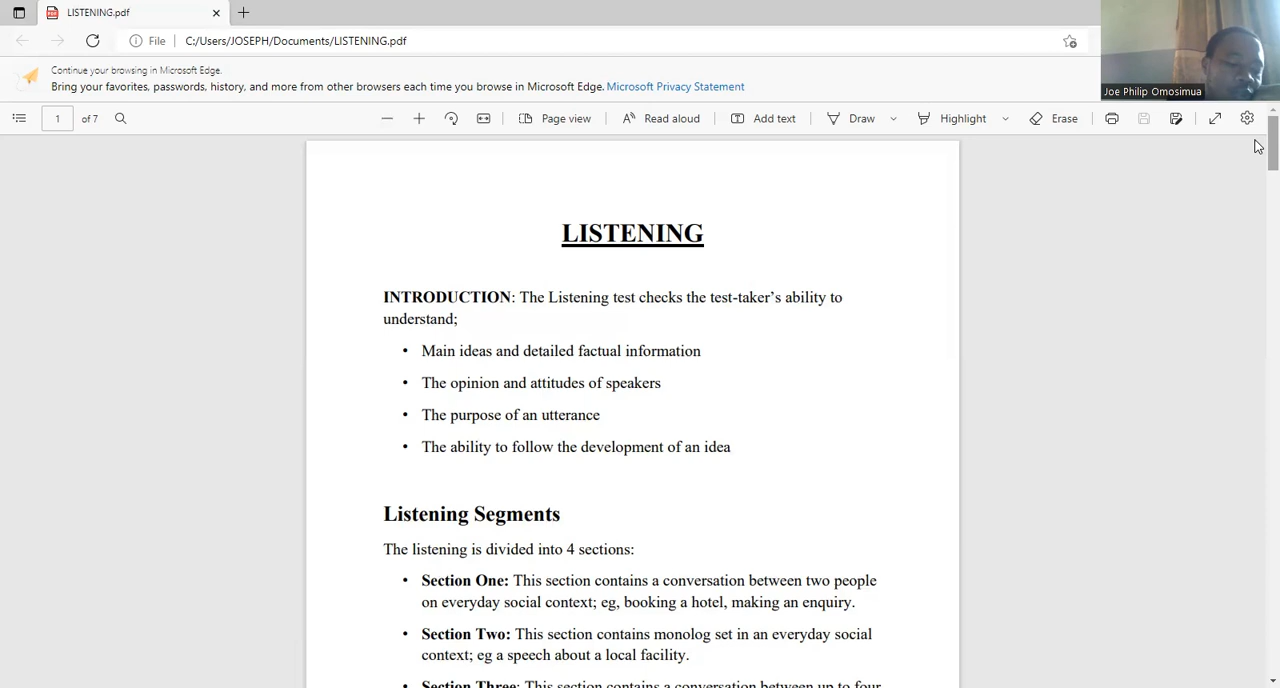 LISTENING.pdf
File | C:/Users/JOSEPH/Documents/LISTENING.pdf
Continue your browsing in Microsoft Edge.
Bring your favorites, passwords, history, and more from other browsers each time you browse in Microsoft Edge. Microsoft Privacy Statement
Joe Philip Omosimua
1 of 7 Page view Read aloud Add text Draw Highlight Erase
LISTENING
INTRODUCTION: The Listening test checks the test-taker’s ability to
understand;
• Main ideas and detailed factual information
• The opinion and attitudes of speakers
• The purpose of an utterance
• The ability to follow the development of an idea
Listening Segments
The listening is divided into 4 sections:
• Section One: This section contains a conversation between two people
on everyday social context; eg, booking a hotel, making an enquiry.
• Section Two: This section contains monolog set in an everyday social
context; eg a speech about a local facility.
• Section Three: This section contains a conversation between up to four